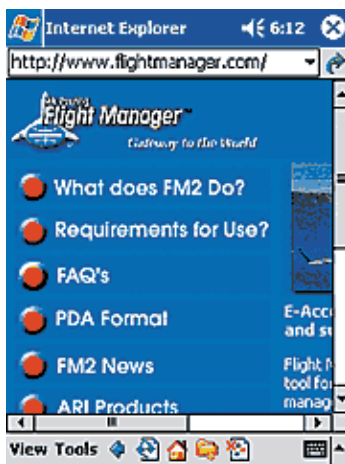 Internet Explorer 6:12
http://www.flightmanager.com/
Flight Manager
Gateway to the World
What does FM2 Do?
Requirements for Use?
FAQ's
PDA Format
FM2 News
ARI Products
E-Acc
and su
Flight
tool fo
manag
View Tools